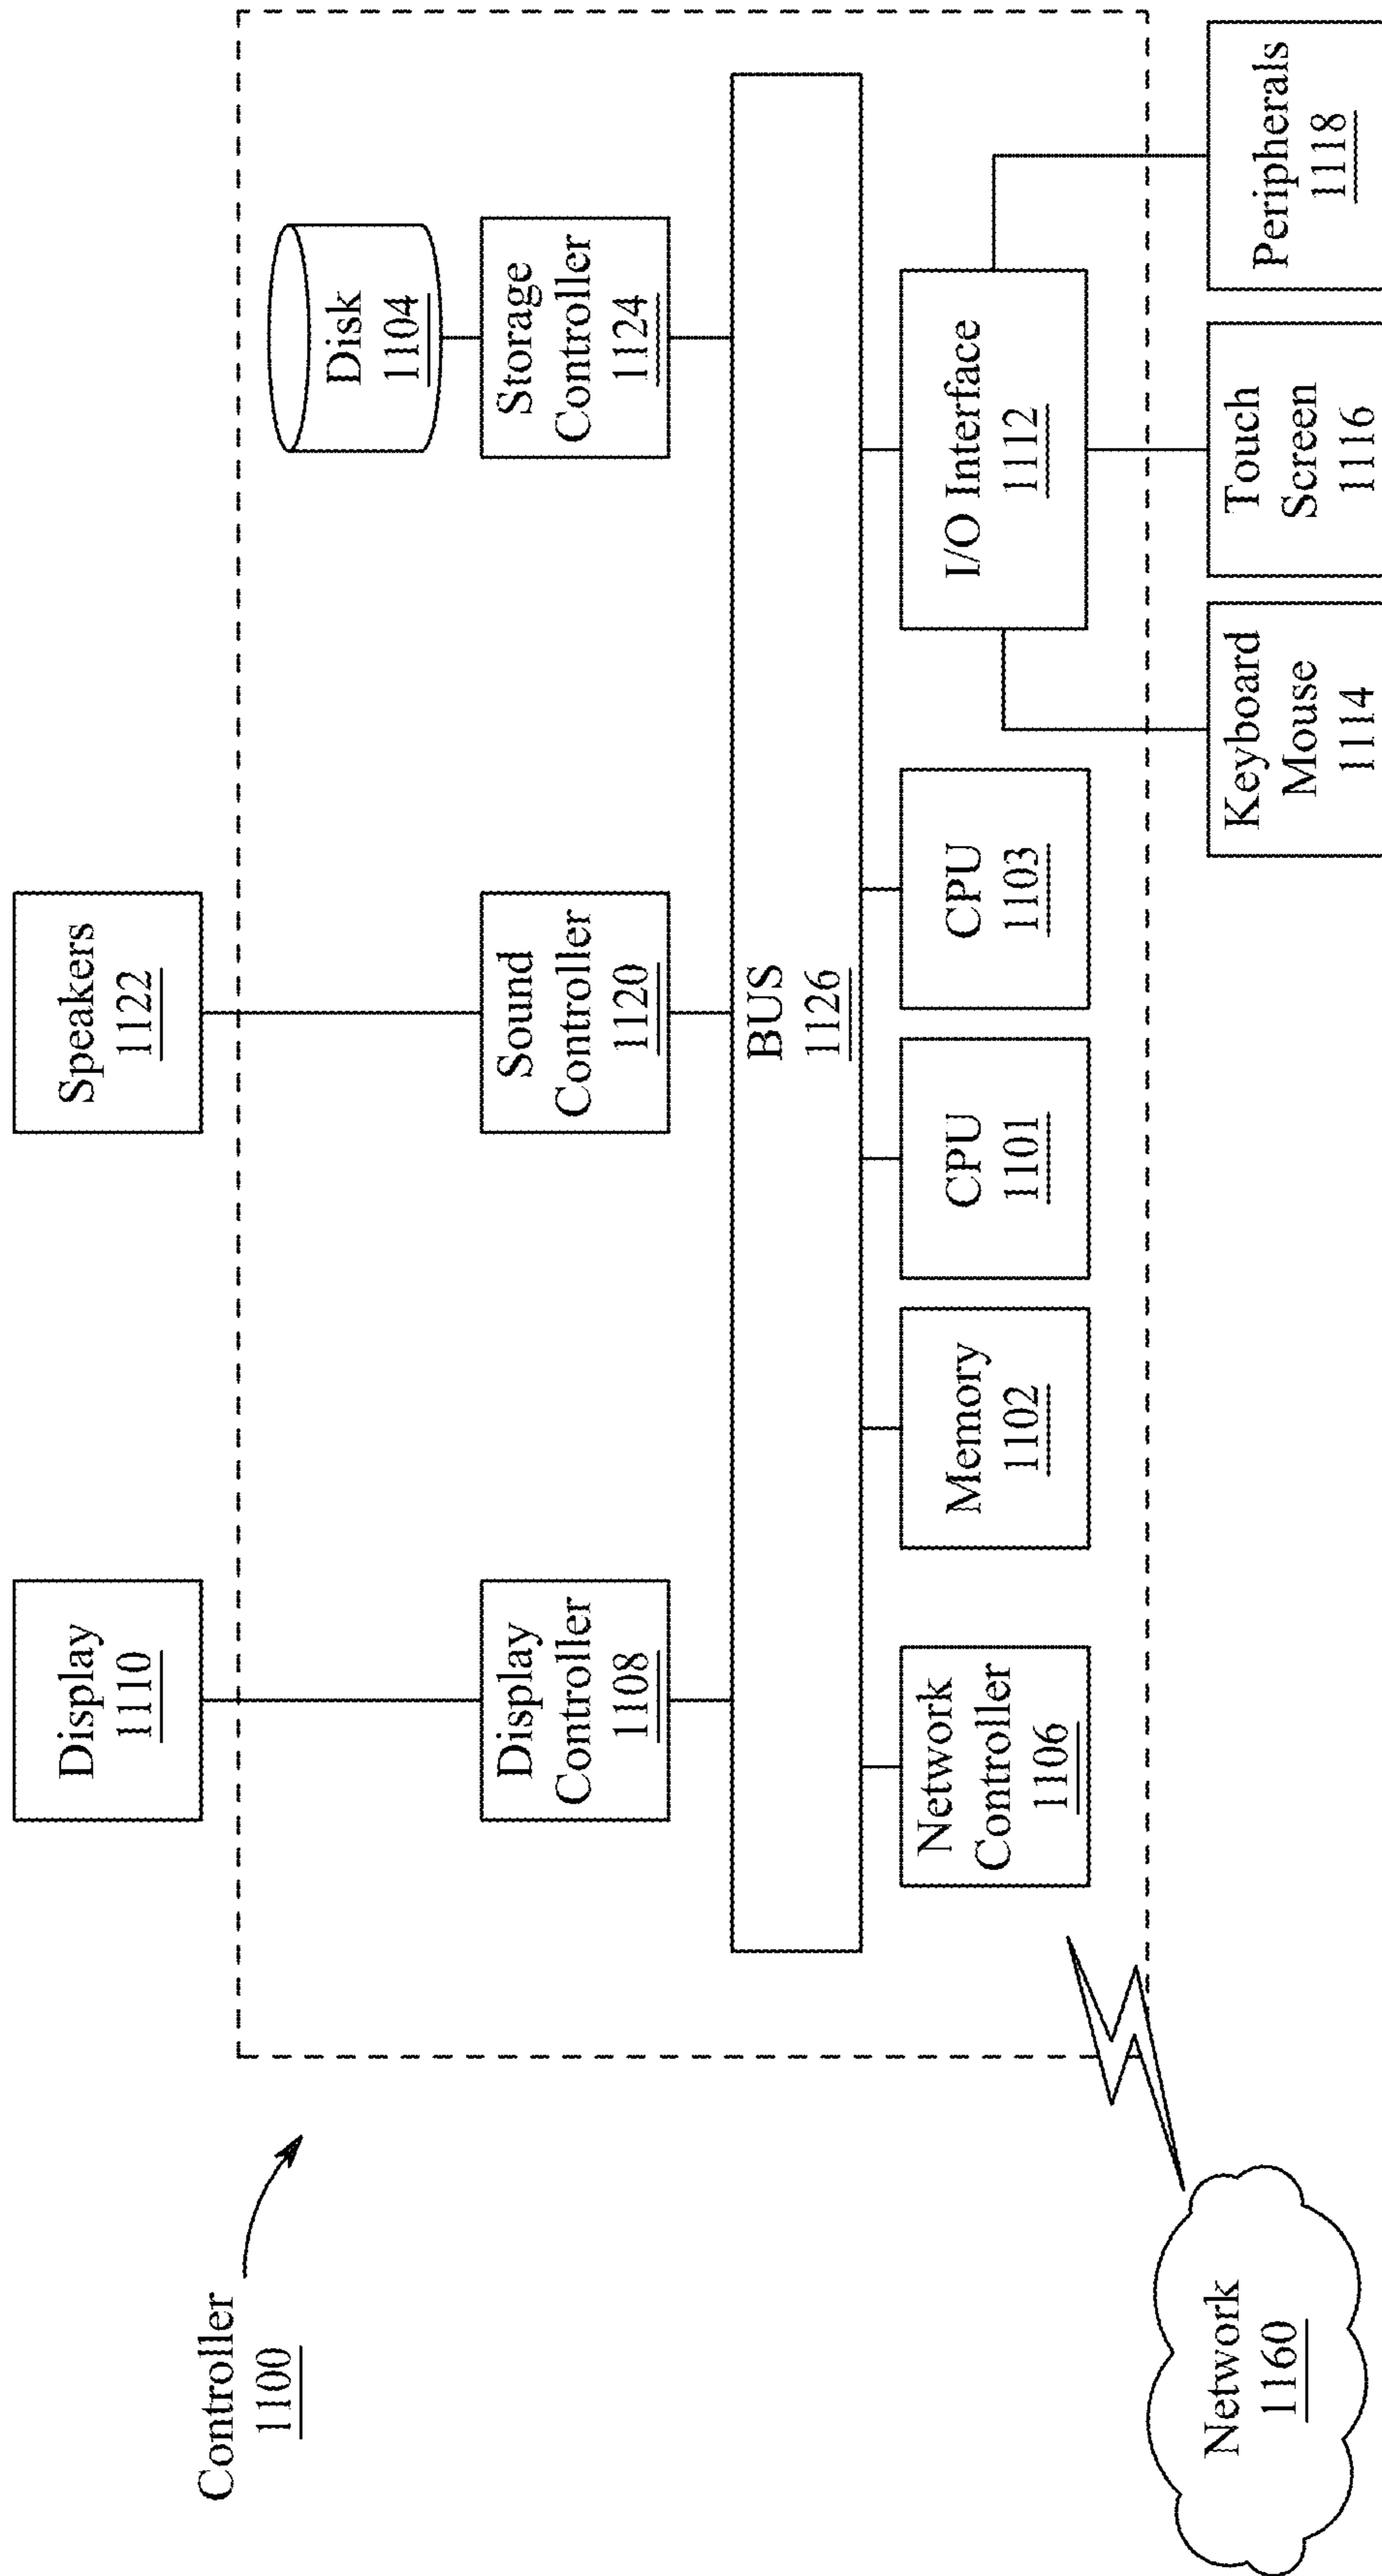 Controller
1100
Display
1110
Speakers
1122
Disk
1104
Display
Controller
1108
Sound
Controller
1120
Storage
Controller
1124
BUS
1126
Network
Controller
1106
Memory
1102
CPU
1101
CPU
1103
I/O Interface
1112
Network
1160
Keyboard
Mouse
1114
Touch
Screen
1116
Peripherals
1118